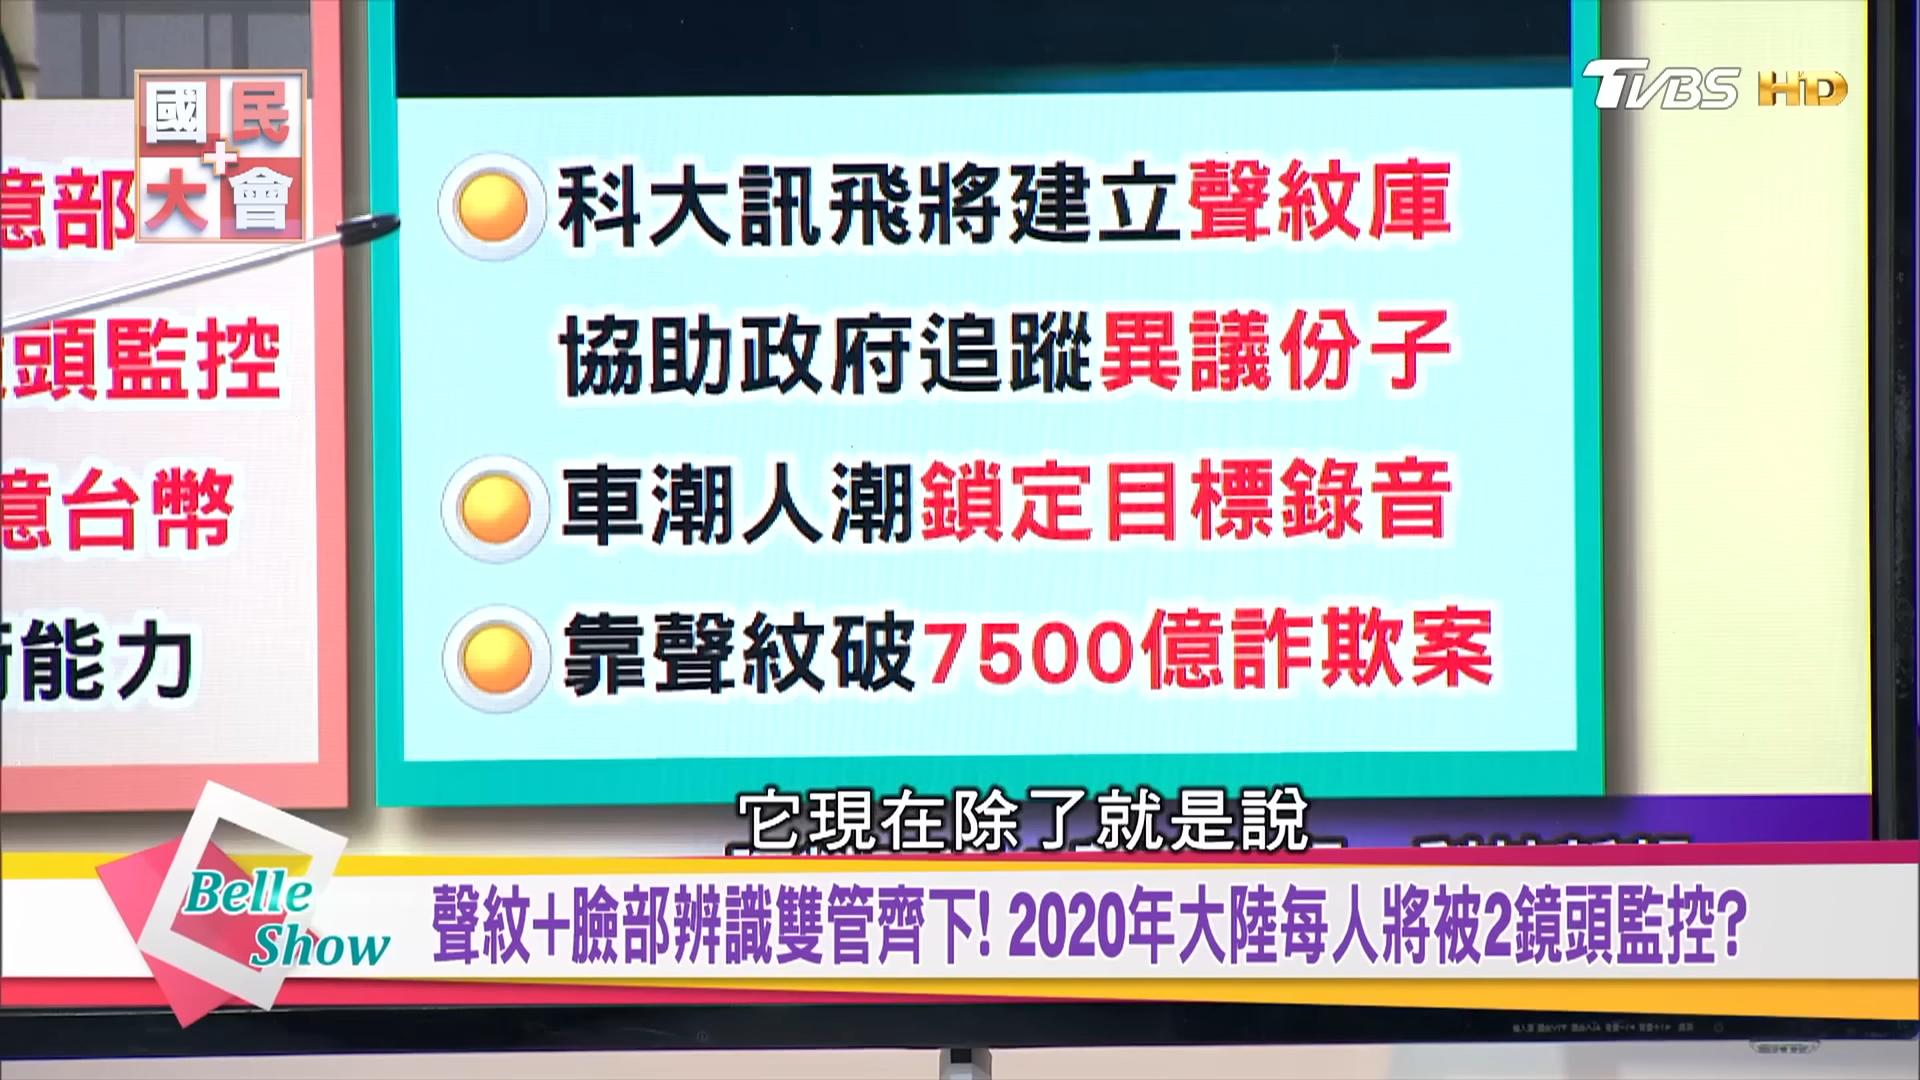 國民
大會
TVBS HD
科大訊飛將建立聲紋庫
協助政府追蹤異議份子
車潮人潮鎖定目標錄音
靠聲紋破7500億詐欺案
億部
頭監控
億台幣
能力
它現在除了就是說
Belle
Show
聲紋+臉部辨識雙管齊下! 2020年大陸每人將被2鏡頭監控?